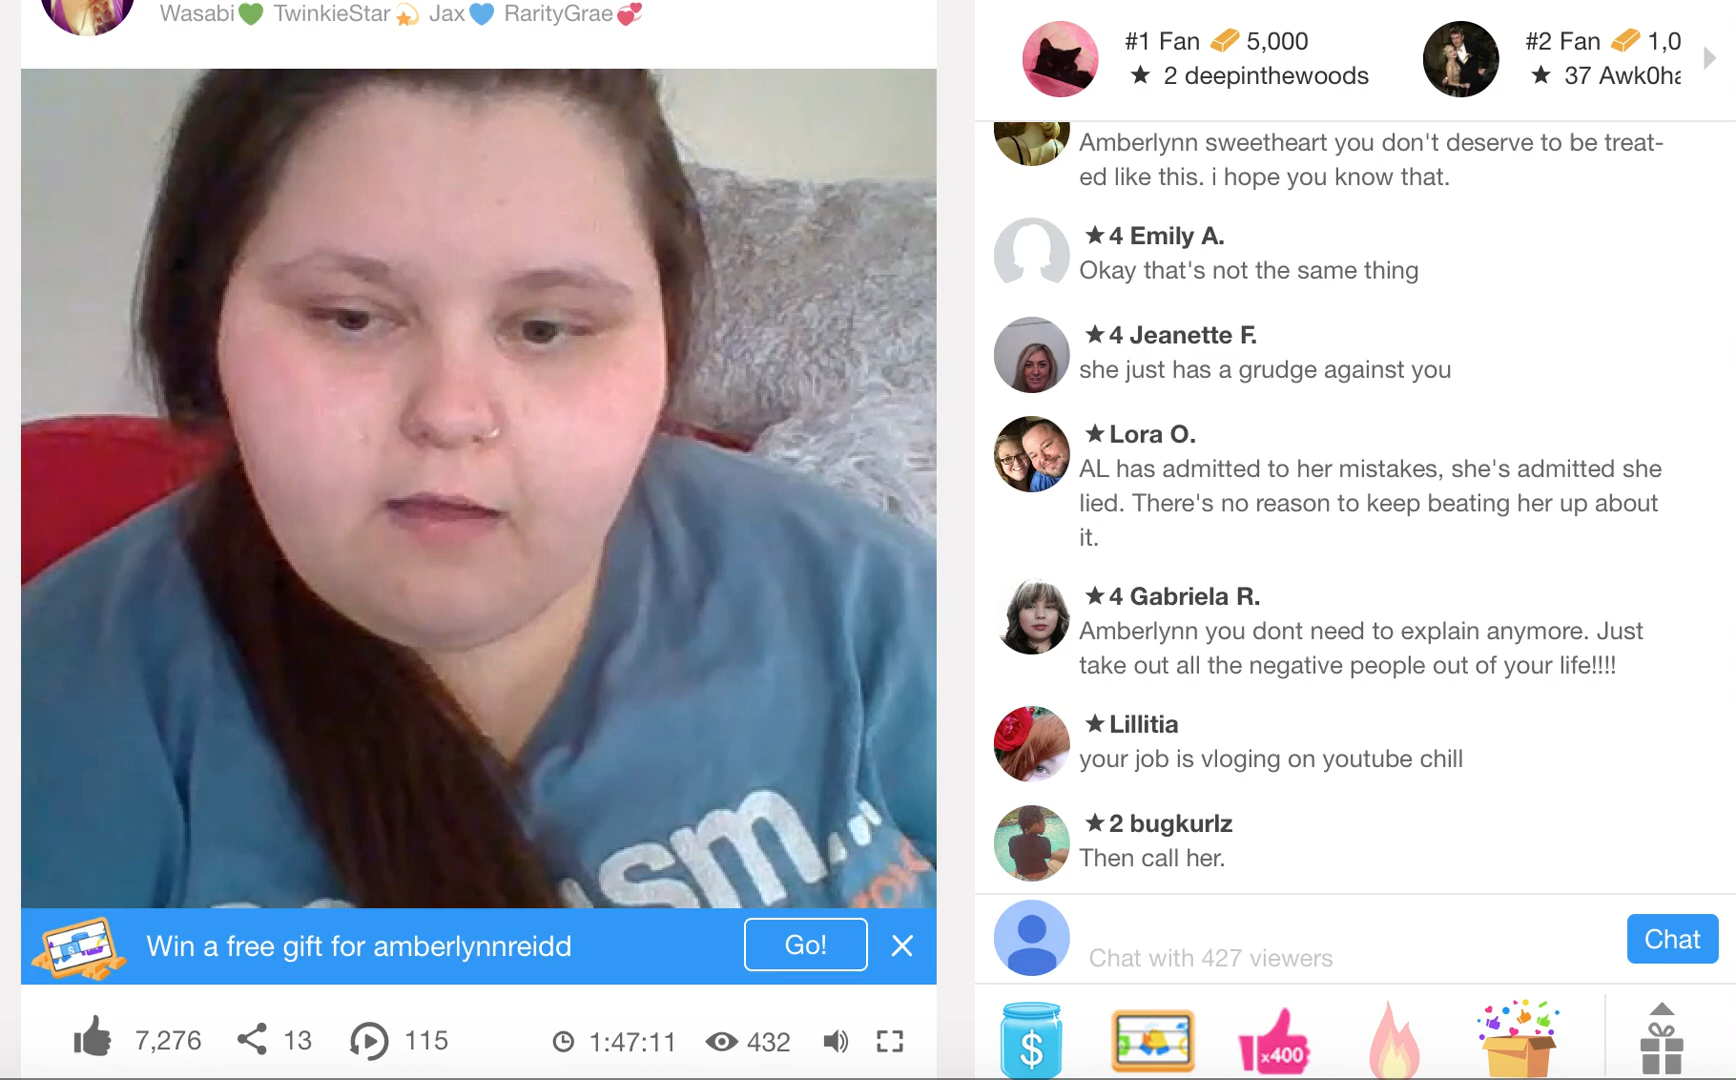 Wasabi💚 TwinkieStar💫 Jax💙 RarityGrae💞
#1 Fan 5,000
★ 2 deepinthewoods
#2 Fan 1,0
★ 37 Awk0ha
Amberlynn sweetheart you don't deserve to be treat-
ed like this. i hope you know that.
★4 Emily A.
Okay that's not the same thing
★4 Jeanette F.
she just has a grudge against you
★Lora O.
AL has admitted to her mistakes, she's admitted she
lied. There's no reason to keep beating her up about
it.
★4 Gabriela R.
Amberlynn you dont need to explain anymore. Just
take out all the negative people out of your life!!!!
★Lillitia
your job is vloging on youtube chill
★2 bugkurlz
Then call her.
Chat with 427 viewers
Chat
x400
Win a free gift for amberlynnreidd
Go!
7,276 13 115 1:47:11 432